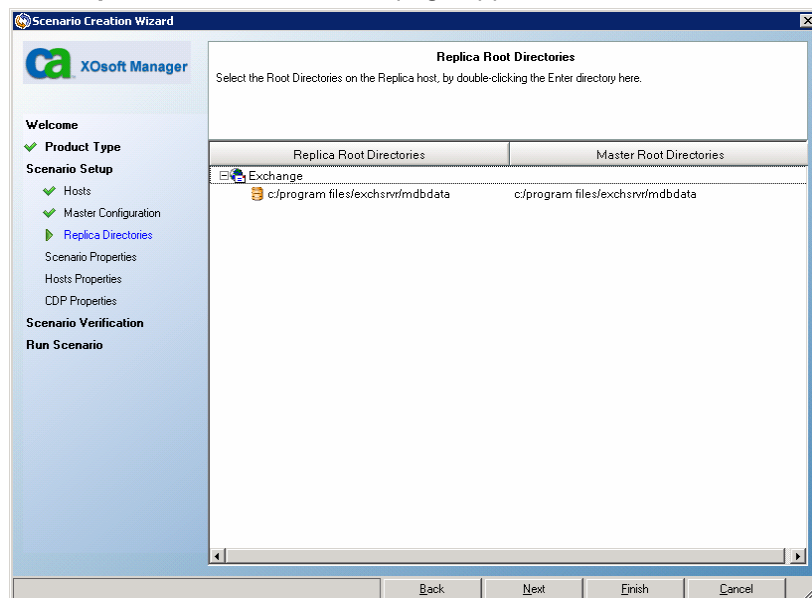 Scenario Creation Wizard
ca XOsoft Manager
Welcome
Product Type
Scenario Setup
Hosts
Master Configuration
Replica Directories
Scenario Properties
Hosts Properties
CDP Properties
Scenario Verification
Run Scenario
Replica Root Directories
Select the Root Directories on the Replica host, by double-clicking the Enter directory here.
Replica Root Directories Master Root Directories
Exchange
c:/program files/exchsrvr/mdbdata c:/program files/exchsrvr/mdbdata
Back Next Finish Cancel